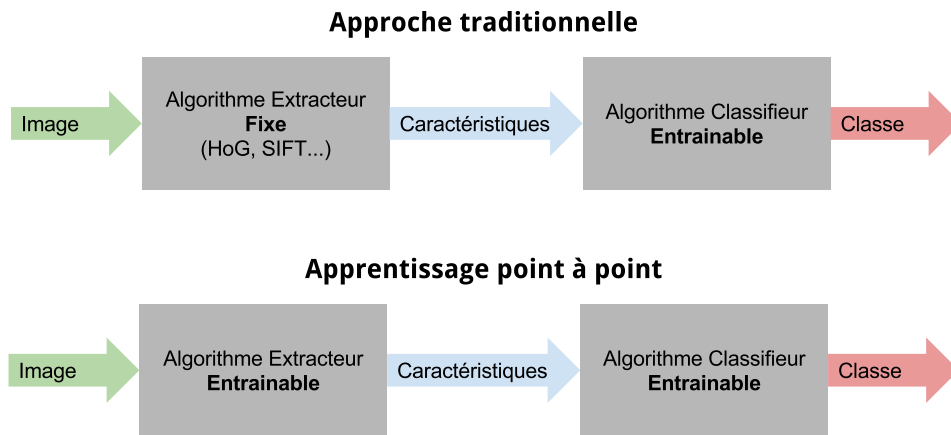 Approche traditionnelle
Image
Algorithme Extracteur
Fixe
(HoG, SIFT...)
Caractéristiques
Algorithme Classifieur
Entrainable
Classe
Apprentissage point à point
Image
Algorithme Extracteur
Entrainable
Caractéristiques
Algorithme Classifieur
Entrainable
Classe